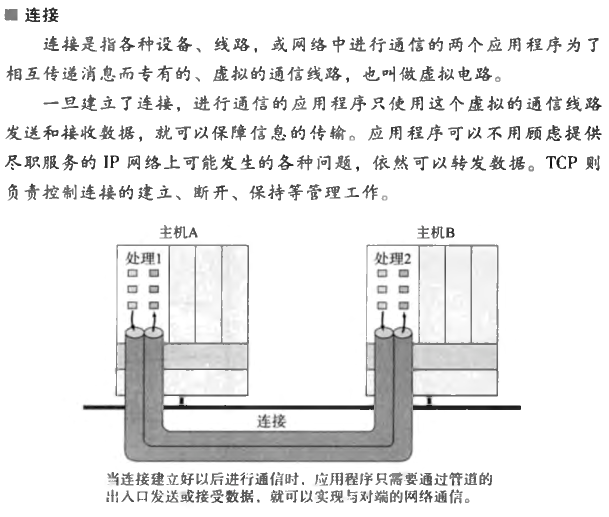 ■ 连接
连接是指各种设备、线路，或网络中进行通信的两个应用程序为了
相互传递消息而专有的、虚拟的通信线路，也叫做虚拟电路。
一旦建立了连接，进行通信的应用程序只使用这个虚拟的通信线路
发送和接收数据，就可以保障信息的传输。应用程序可以不用顾虑提供
尽职服务的 IP 网络上可能发生的各种问题，依然可以转发数据。TCP 则
负责控制连接的建立、断开、保持等管理工作。
主机A
主机B
处理1
处理2
连接
当连接建立好以后进行通信时，应用程序只需要通过管道的
出入口发送或接受数据，就可以实现与对端的网络通信。